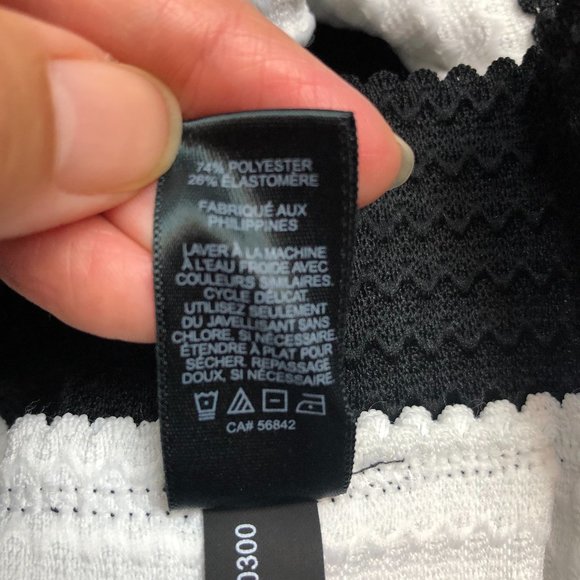 74% POLYESTER
26% ÉLASTOMÈRE
FABRIQUÉ AUX
PHILIPPINES
LAVER À LA MACHINE
À L'EAU FROIDE AVEC
COULEURS SIMILAIRES.
CYCLE DÉLICAT.
UTILISEZ SEULEMENT
DU JAVELLISANT SANS
CHLORE, SI NÉCESSAIRE.
ÉTENDRE À PLAT POUR
SÉCHER. REPASSAGE
DOUX, SI NÉCESSAIRE.
CA# 56842
0300